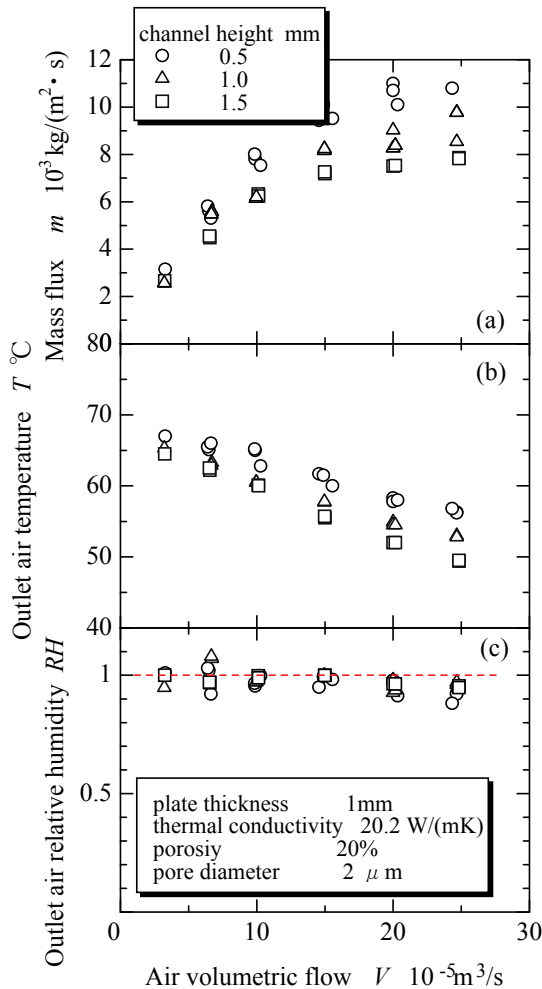 channel height mm
0.5
1.0
1.5
12
10
8
6
4
2
80
Mass flux m 10³ kg/(m²・s)
(a)
(b)
70
60
50
40
Outlet air temperature T ℃
(c)
1
0.5
Outlet air relative humidity RH
plate thickness 1mm
thermal conductivity 20.2 W/(mK)
porosiy 20%
pore diameter 2 μm
0 10 20 30
Air volumetric flow V 10⁻⁵m³/s